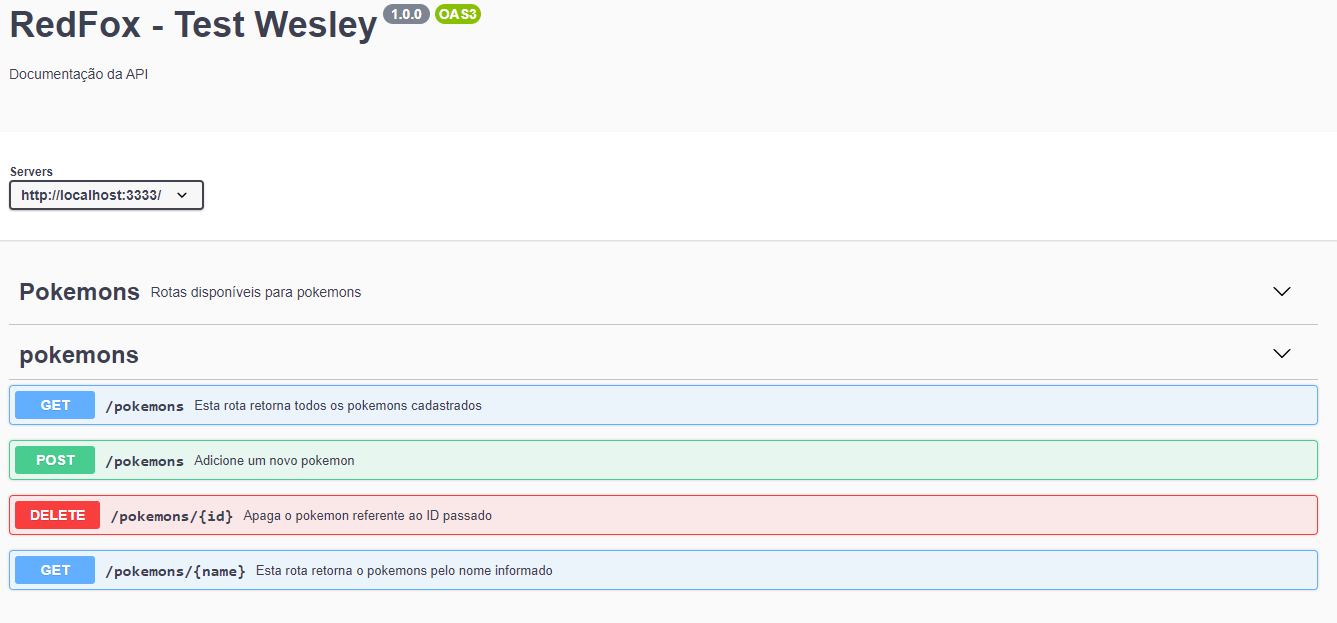 RedFox - Test Wesley 1.0.0 OAS3
Documentação da API
Servers
http://localhost:3333/
Pokemons Rotas disponíveis para pokemons
pokemons
GET /pokemons Esta rota retorna todos os pokemons cadastrados
POST /pokemons Adicione um novo pokemon
DELETE /pokemons/{id} Apaga o pokemon referente ao ID passado
GET /pokemons/{name} Esta rota retorna o pokemons pelo nome informado